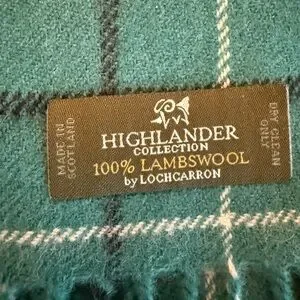 HIGHLANDER
COLLECTION
100% LAMBSWOOL
by LOCHCARRON
MADE IN
SCOTLAND
DRY CLEAN
ONLY